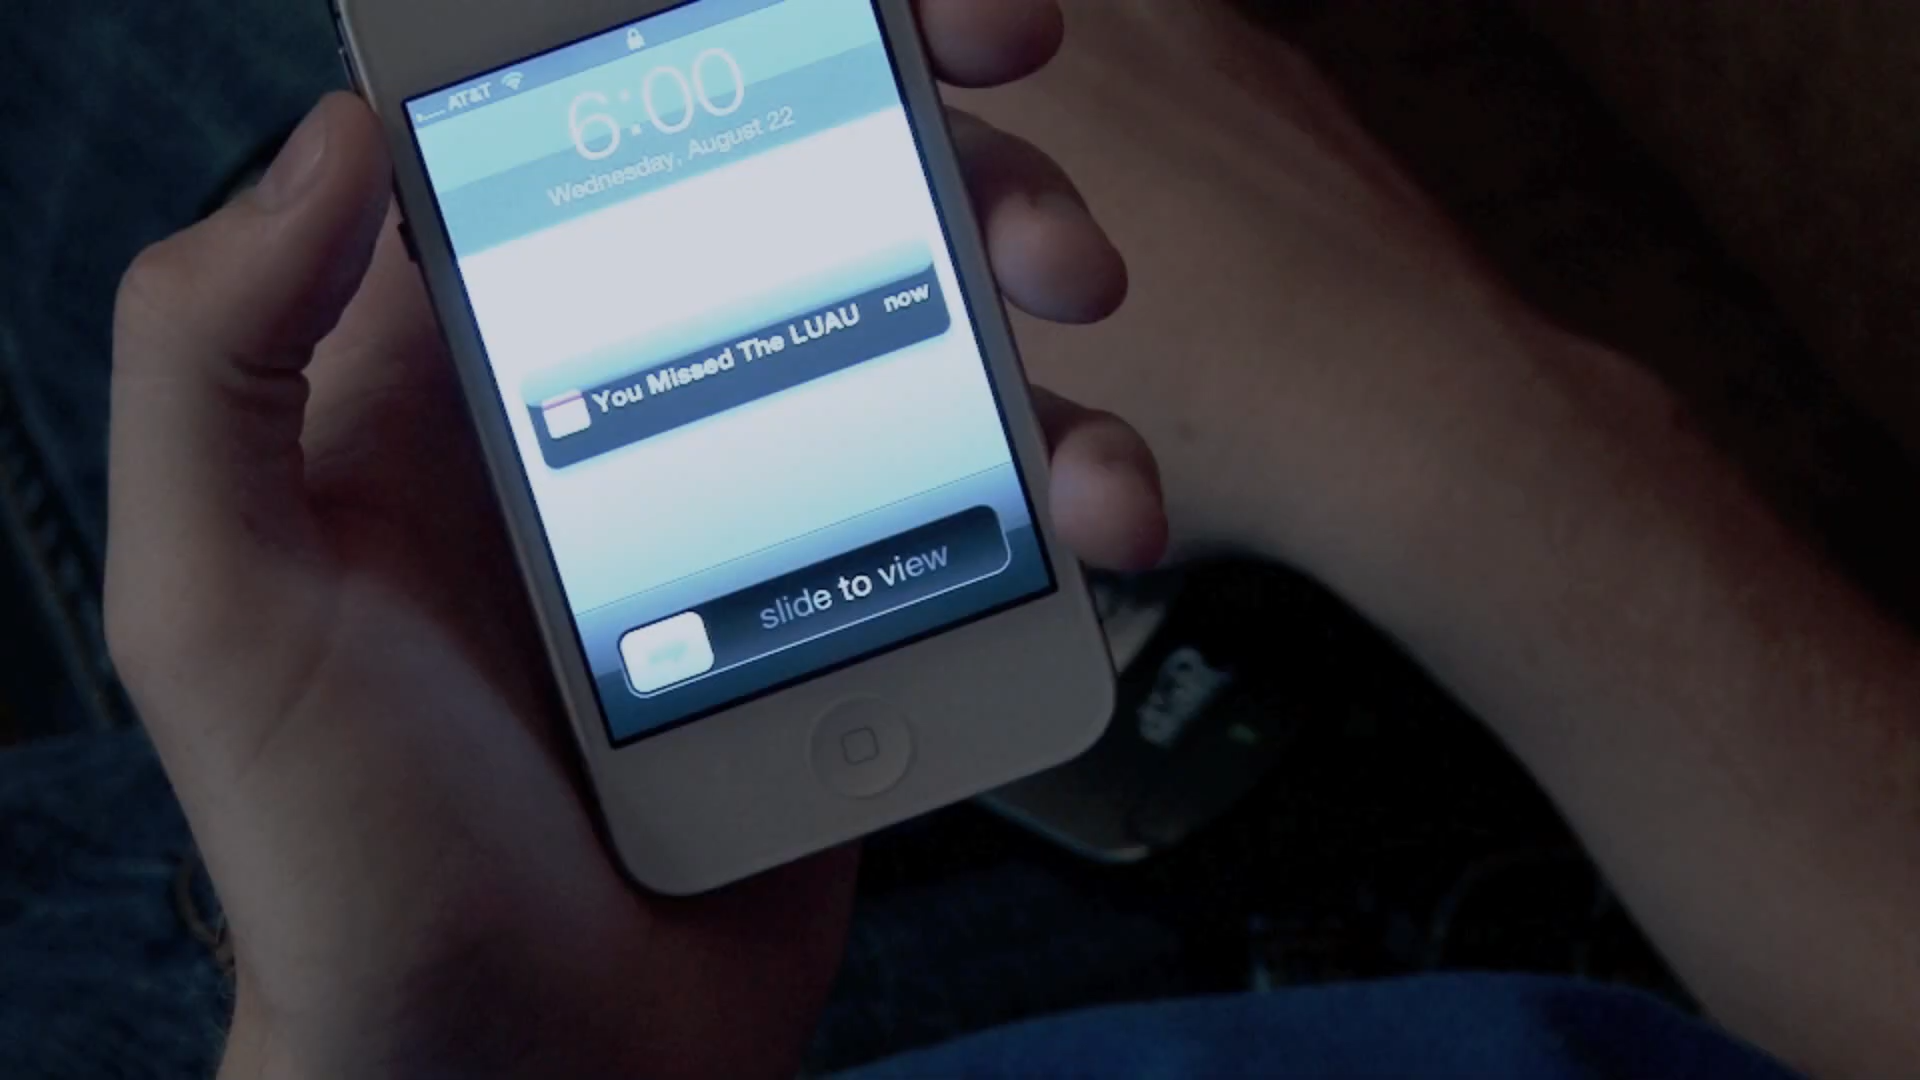 AT&T
6:00
Wednesday, August 22
You Missed The LUAU now
slide to view